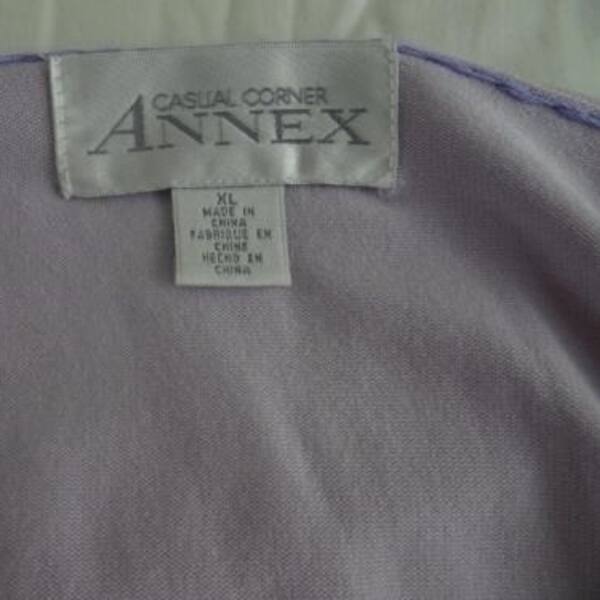 CASUAL CORNER
ANNEX
XL
MADE IN
CHINA
FABRIQUE EN
CHINE
HECHO EN
CHINA